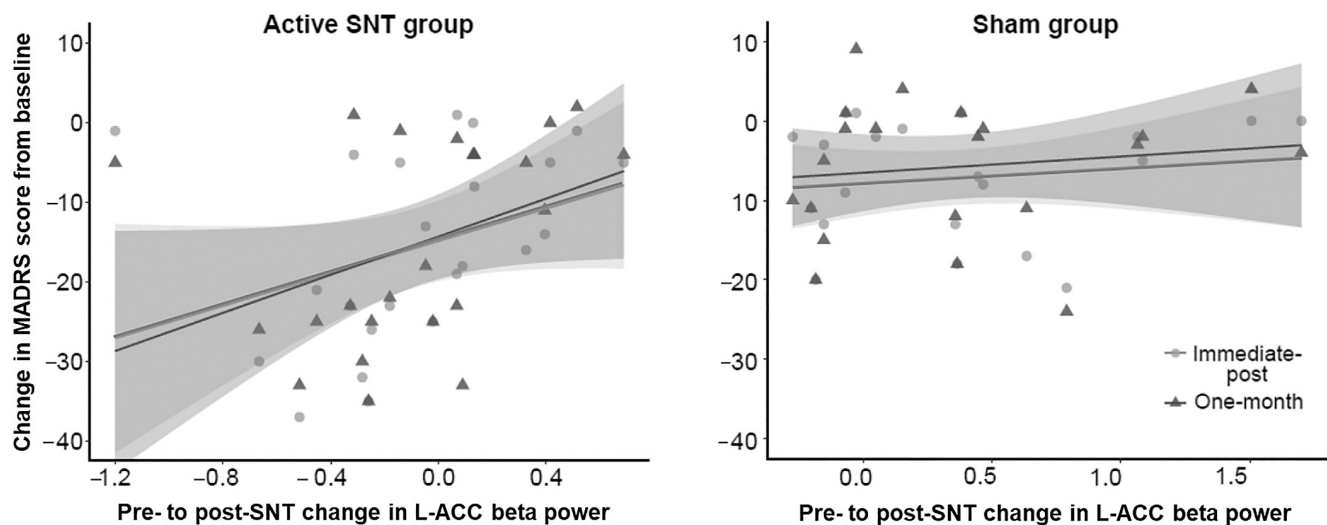 Active SNT group
Sham group
Change in MADRS score from baseline
10
0
−10
−20
−30
−40
−1.2
−0.8
−0.4
0.0
0.4
Pre- to post-SNT change in L-ACC beta power
10
0
−10
−20
−30
−40
0.0
0.5
1.0
1.5
Pre- to post-SNT change in L-ACC beta power
Immediate-
post
One-month